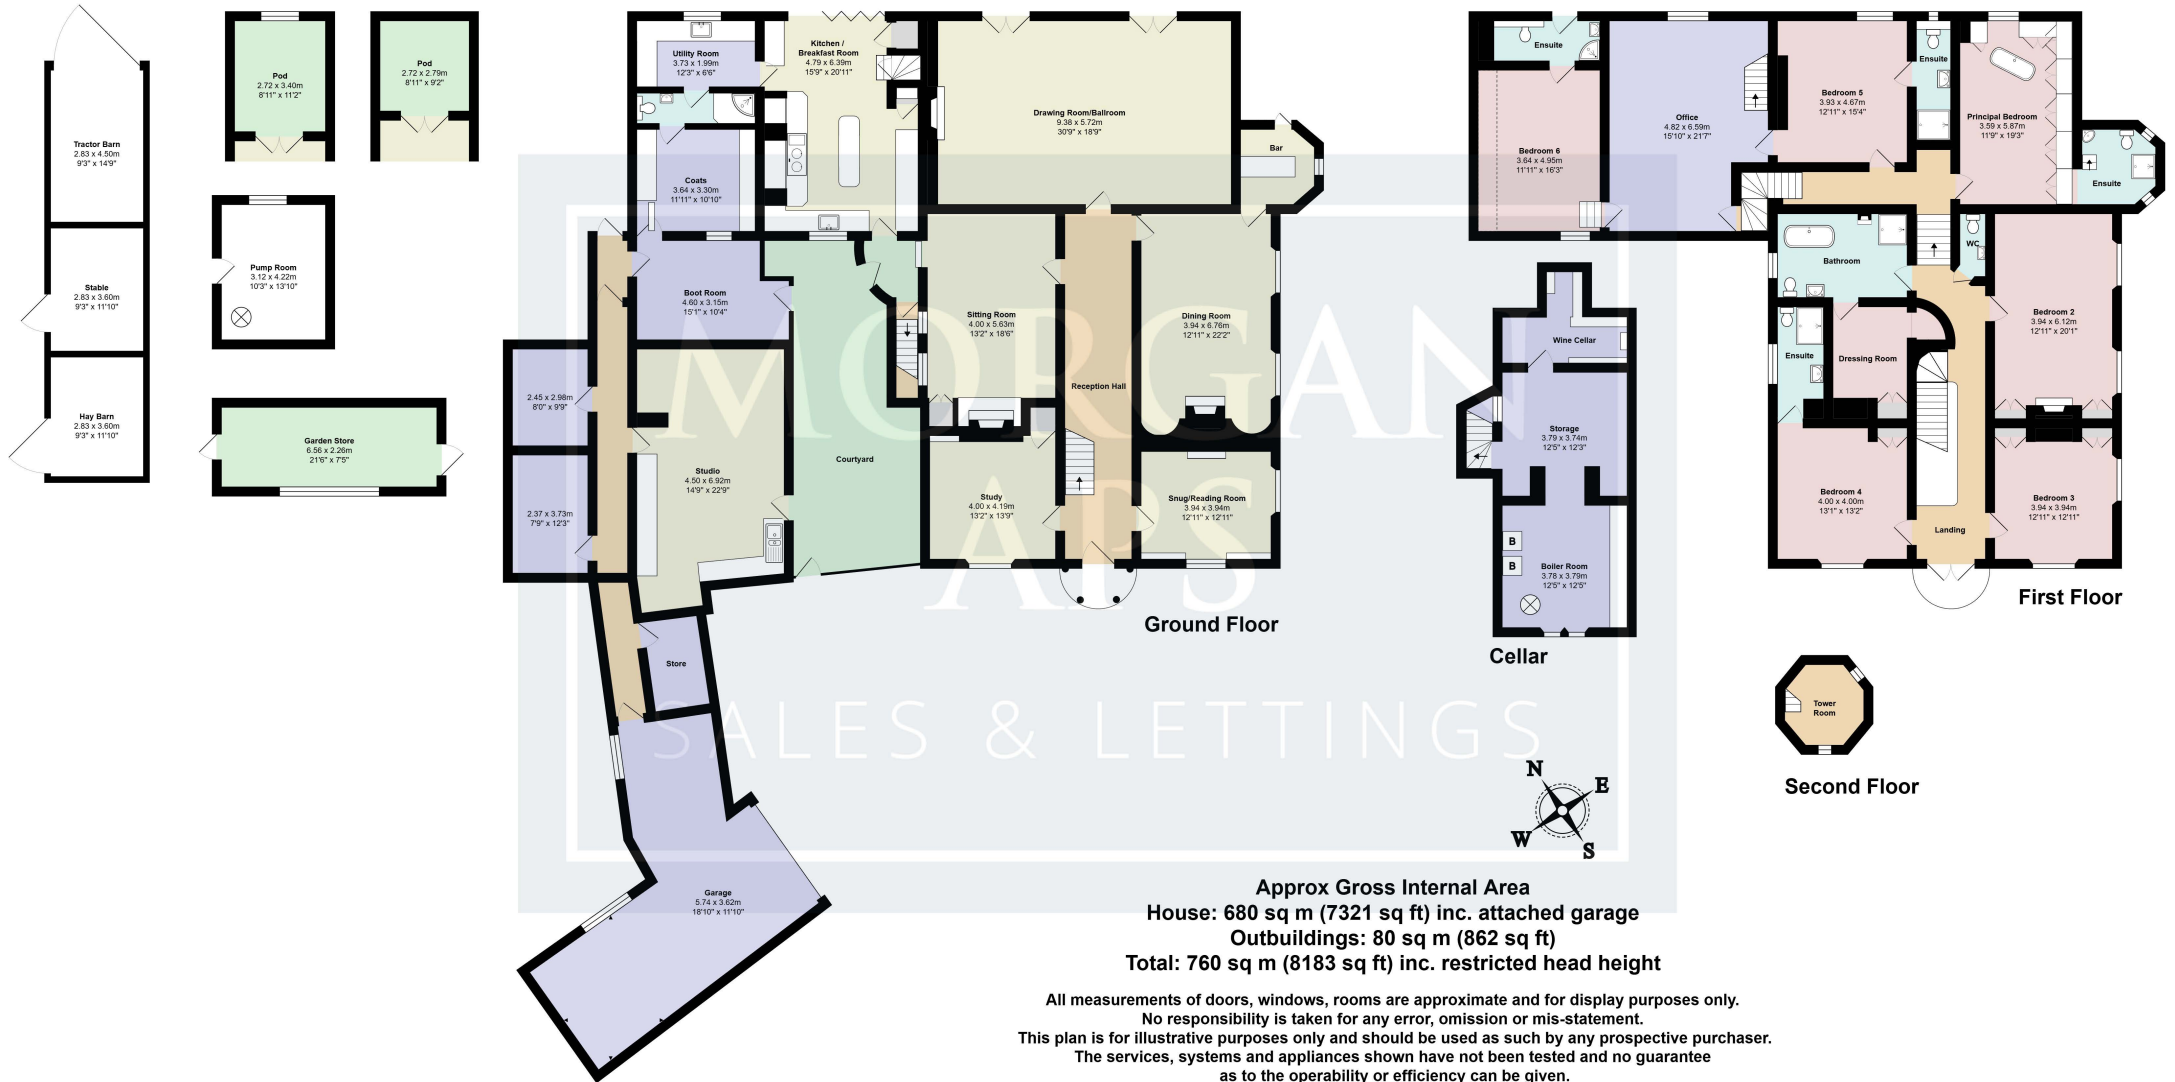 Tractor Barn
2.83 x 4.50m
9'3" x 14'9"
Stable
2.83 x 3.60m
9'3" x 11'10"
Hay Barn
2.83 x 3.60m
9'3" x 11'10"
Pod
2.72 x 3.40m
8'11" x 11'2"
Pod
2.72 x 2.79m
8'11" x 9'2"
Pump Room
3.12 x 4.22m
10'3" x 13'10"
Garden Store
6.56 x 2.26m
21'6" x 7'5"
Utility Room
3.73 x 1.99m
12'3" x 6'6"
Kitchen /
Breakfast Room
4.79 x 6.39m
15'9" x 20'11"
Drawing Room/Ballroom
9.38 x 5.72m
30'9" x 18'9"
Bar
Coats
3.64 x 3.30m
11'11" x 10'10"
Boot Room
4.60 x 3.15m
15'1" x 10'4"
Sitting Room
4.00 x 5.63m
13'2" x 18'6"
Dining Room
3.94 x 6.76m
12'11" x 22'2"
Reception Hall
2.45 x 2.98m
8'0" x 9'9"
2.37 x 3.73m
7'9" x 12'3"
Studio
4.50 x 6.92m
14'9" x 22'9"
Courtyard
Study
4.00 x 4.19m
13'2" x 13'9"
Snug/Reading Room
3.94 x 3.94m
12'11" x 12'11"
Store
Garage
5.74 x 3.62m
18'10" x 11'10"
Ground Floor
Wine Cellar
Storage
3.79 x 3.74m
12'5" x 12'3"
B
B
Boiler Room
3.78 x 3.79m
12'5" x 12'5"
Cellar
Ensuite
Bedroom 6
3.64 x 4.95m
11'11" x 16'3"
Office
4.82 x 6.59m
15'10" x 21'7"
Bedroom 5
3.93 x 4.67m
12'11" x 15'4"
Ensuite
Principal Bedroom
3.59 x 5.87m
11'9" x 19'3"
Ensuite
Bathroom
WC
Bedroom 2
3.94 x 6.12m
12'11" x 20'1"
Ensuite
Dressing Room
Bedroom 4
4.00 x 4.00m
13'1" x 13'2"
Landing
Bedroom 3
3.94 x 3.94m
12'11" x 12'11"
First Floor
Tower
Room
Second Floor
MORGAN
APS
SALES & LETTINGS
N
E
W
S
Approx Gross Internal Area
House: 680 sq m (7321 sq ft) inc. attached garage
Outbuildings: 80 sq m (862 sq ft)
Total: 760 sq m (8183 sq ft) inc. restricted head height
All measurements of doors, windows, rooms are approximate and for display purposes only.
No responsibility is taken for any error, omission or mis-statement.
This plan is for illustrative purposes only and should be used as such by any prospective purchaser.
The services, systems and appliances shown have not been tested and no guarantee
as to the operability or efficiency can be given.